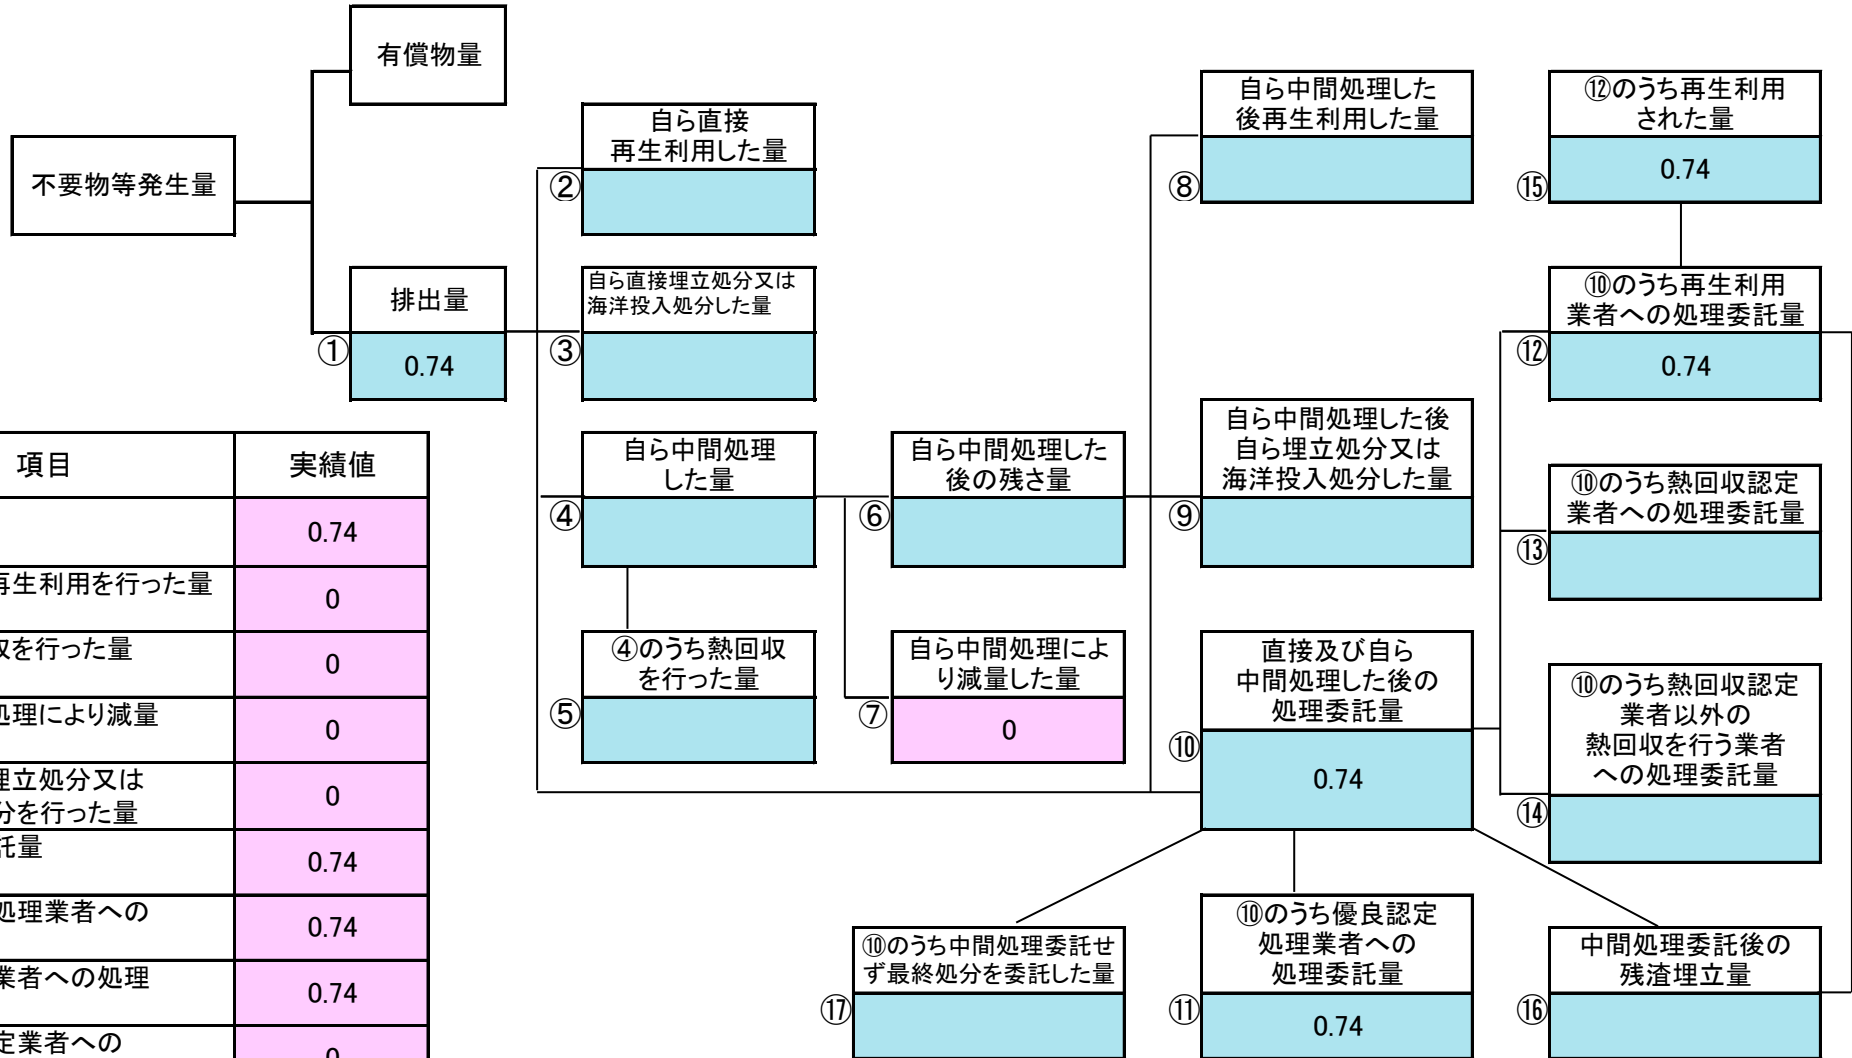 有償物量
不要物等発生量
排出量
①
0.74
自ら直接
再生利用した量
②
自ら直接埋立処分又は
海洋投入処分した量
③
自ら中間処理
した量
④
④のうち熱回収
を行った量
⑤
自ら中間処理した
後の残さ量
⑥
自ら中間処理によ
り減量した量
⑦
0
自ら中間処理した
後再生利用した量
⑧
自ら中間処理した後
自ら埋立処分又は
海洋投入処分した量
⑨
直接及び自ら
中間処理した後の
処理委託量
⑩
0.74
⑩のうち優良認定
処理業者への
処理委託量
⑪
0.74
⑫のうち再生利用
された量
⑮
0.74
⑩のうち再生利用
業者への処理委託量
⑫
0.74
⑩のうち熱回収認定
業者への処理委託量
⑬
⑩のうち熱回収認定
業者以外の
熱回収を行う業者
への処理委託量
⑭
中間処理委託後の
残渣埋立量
⑯
⑩のうち中間処理委託せ
ず最終処分を委託した量
⑰
項目 実績値
0.74
再生利用を行った量 0
を行った量 0
処理により減量 0
埋立処分又は
分を行った量 0
託量 0.74
処理業者への 0.74
業者への処理 0.74
定業者への